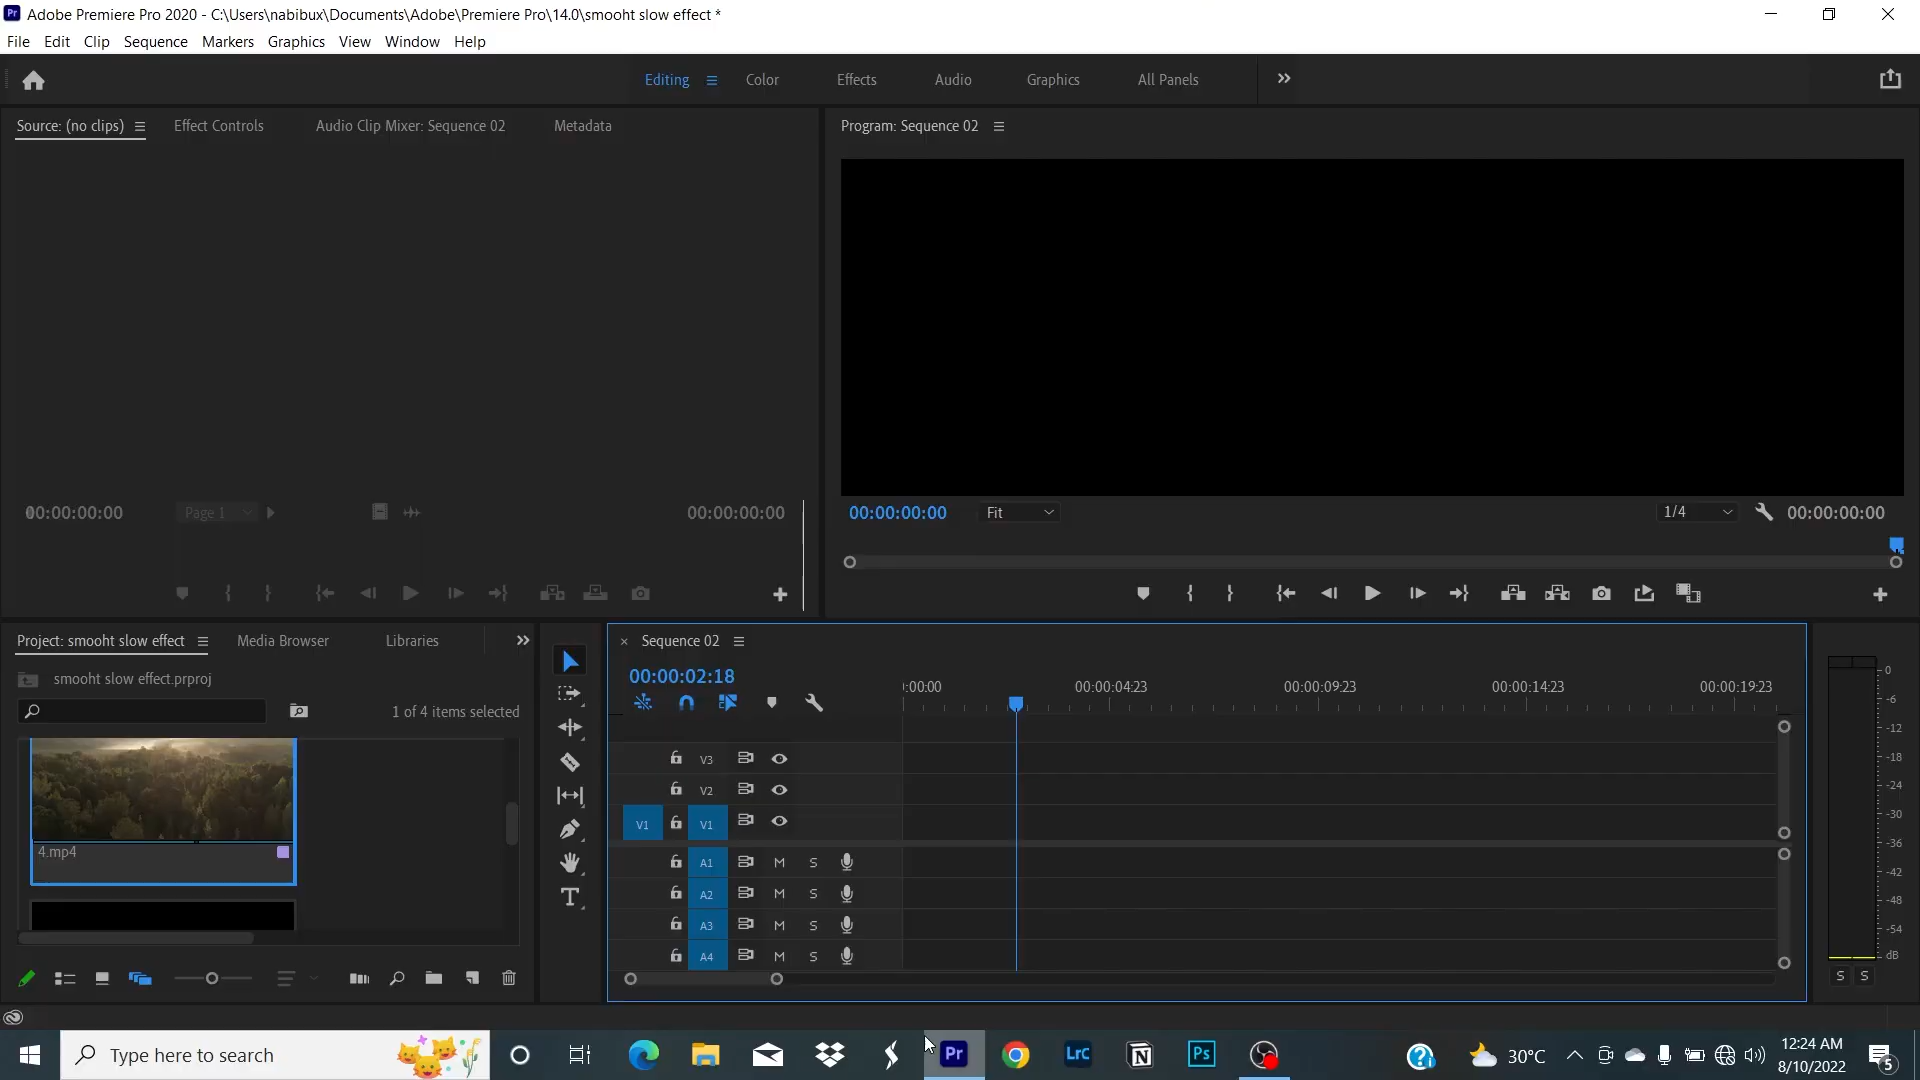 Adobe Premiere Pro 2020 - C:\Users\nabibux\Documents\Adobe\Premiere Pro\14.0\smooht slow effect *
File Edit Clip Sequence Markers Graphics View Window Help
Editing Color Effects Audio Graphics All Panels
Source: (no clips) Effect Controls Audio Clip Mixer: Sequence 02 Metadata
Program: Sequence 02
00:00:00:00 Page 1 00:00:00:00
00:00:00:00 Fit 1/4 00:00:00:00
Project: smooht slow effect Media Browser Libraries
smooht slow effect.prproj
1 of 4 items selected
4.mp4
Sequence 02
00:00:02:18
:00:00 00:00:04:23 00:00:09:23 00:00:14:23 00:00:19:23
V3
V2
V1 V1
A1 M S
A2 M S
A3 M S
A4 M S
0
-6
-12
-18
-24
-30
-36
-42
-48
-54
dB
S S
Type here to search
Pr
LrC
Ps
30°C
12:24 AM
8/10/2022
5